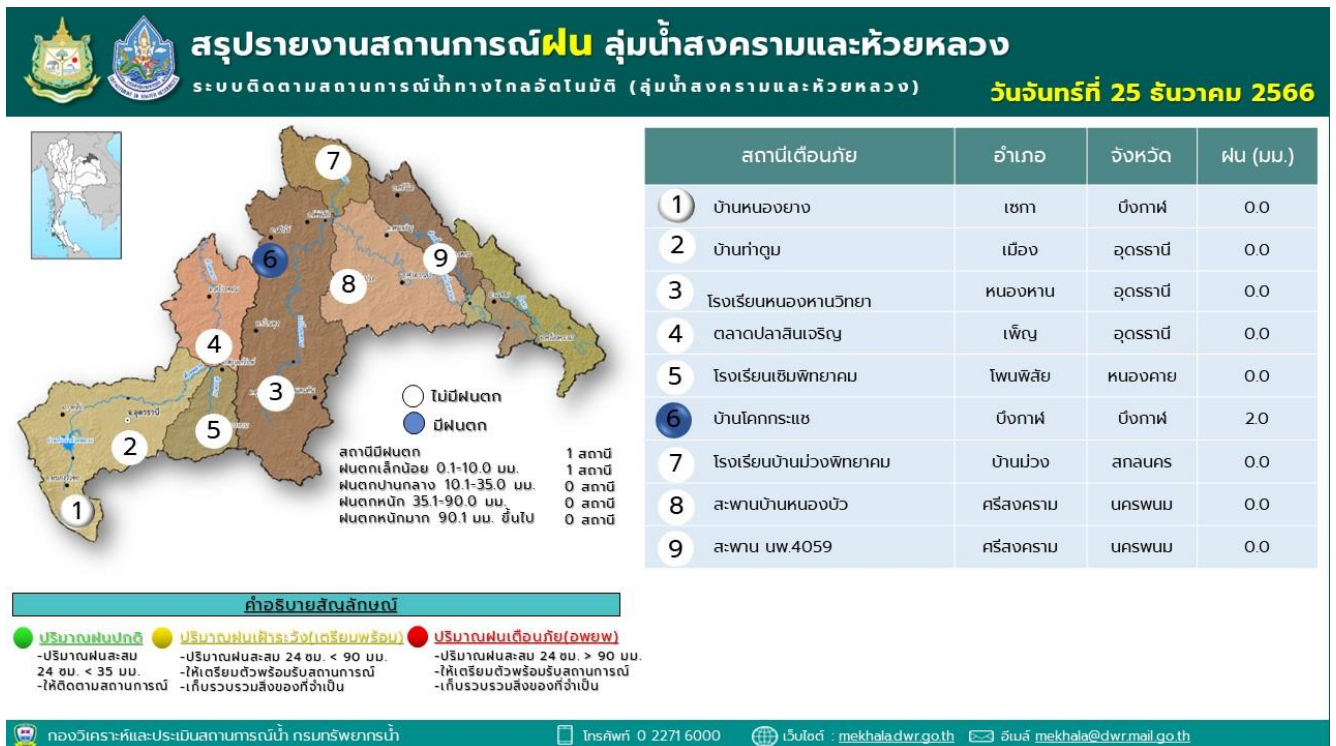 สรุปรายงานสถานการณ์ฝน ลุ่มน้ำสงครามและห้วยหลวง
ระบบติดตามสถานการณ์น้ำทางไกลอัตโนมัติ (ลุ่มน้ำสงครามและห้วยหลวง)
วันจันทร์ที่ 25 ธันวาคม 2566
7
6
9
8
4
3
5
2
1
ไม่มีฝนตก
มีฝนตก
สถานีมีฝนตก 1 สถานี
ฝนตกเล็กน้อย 0.1-10.0 มม. 1 สถานี
ฝนตกปานกลาง 10.1-35.0 มม. 0 สถานี
ฝนตกหนัก 35.1-90.0 มม. 0 สถานี
ฝนตกหนักมาก 90.1 มม. ขึ้นไป 0 สถานี
สถานีเตือนภัย อำเภอ จังหวัด ฝน (มม.)
1 บ้านหนองยาง เซกา บึงกาฬ 0.0
2 บ้านท่าตูม เมือง อุดรธานี 0.0
3 โรงเรียนหนองหานวิทยา หนองหาน อุดรธานี 0.0
4 ตลาดปลาสินเจริญ เพ็ญ อุดรธานี 0.0
5 โรงเรียนเซิมพิทยาคม โพนพิสัย หนองคาย 0.0
6 บ้านโคกกระแซ บึงกาฬ บึงกาฬ 2.0
7 โรงเรียนบ้านม่วงพิทยาคม บ้านม่วง สกลนคร 0.0
8 สะพานบ้านหนองบัว ศรีสงคราม นครพนม 0.0
9 สะพาน นพ.4059 ศรีสงคราม นครพนม 0.0
คำอธิบายสัญลักษณ์
ปริมาณฝนปกติ
-ปริมาณฝนสะสม
24 ชม. < 35 มม.
-ให้ติดตามสถานการณ์
ปริมาณฝนเฝ้าระวัง(เตรียมพร้อม)
-ปริมาณฝนสะสม 24 ชม. < 90 มม.
-ให้เตรียมตัวพร้อมรับสถานการณ์
-เก็บรวบรวมสิ่งของที่จำเป็น
ปริมาณฝนเตือนภัย(อพยพ)
-ปริมาณฝนสะสม 24 ชม. > 90 มม.
-ให้เตรียมตัวพร้อมรับสถานการณ์
-เก็บรวบรวมสิ่งของที่จำเป็น
กองวิเคราะห์และประเมินสถานการณ์น้ำ กรมทรัพยากรน้ำ โทรศัพท์ 0 2271 6000 เว็บไซต์ : mekhala.dwr.go.th อีเมล์ mekhala@dwr.mail.go.th